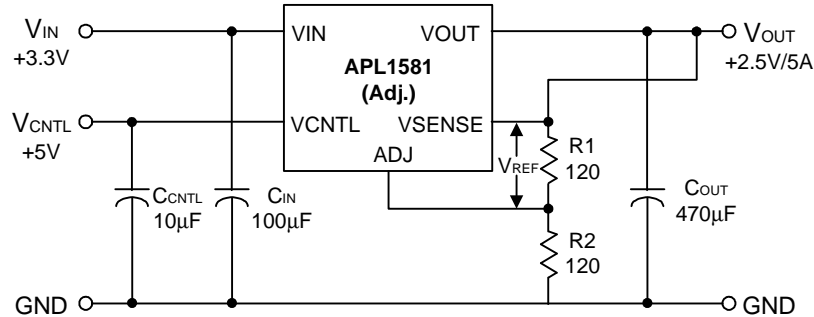 VIN
+3.3V
VIN
VOUT
VOUT
+2.5V/5A
APL1581
(Adj.)
VCNTL
+5V
VCNTL
VSENSE
ADJ
VREF
R1
120
CCNTL
10μF
CIN
100μF
COUT
470μF
R2
120
GND
GND